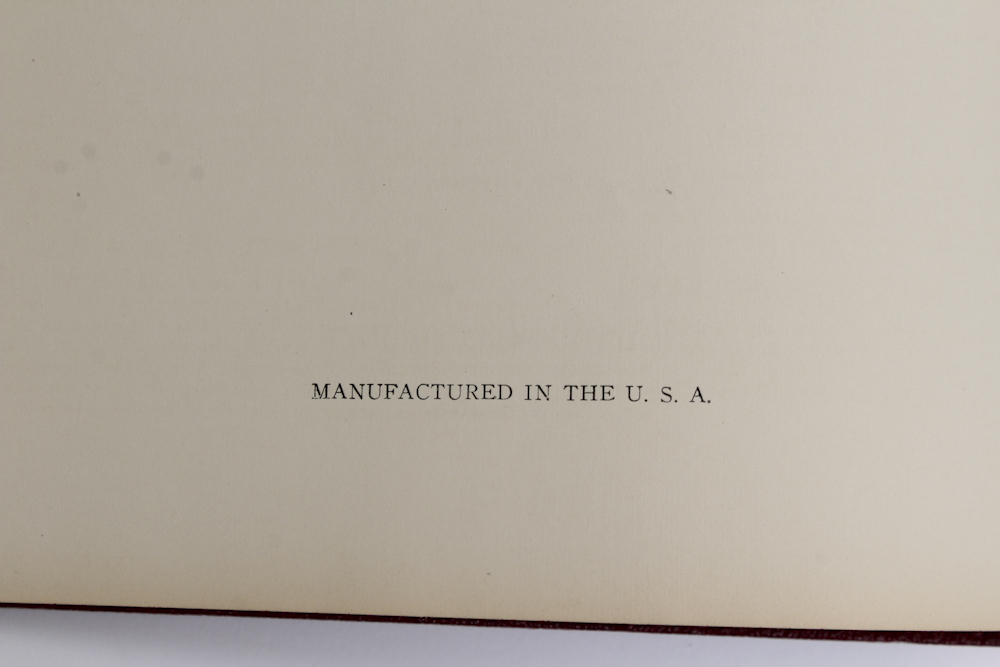 MANUFACTURED IN THE U. S. A.